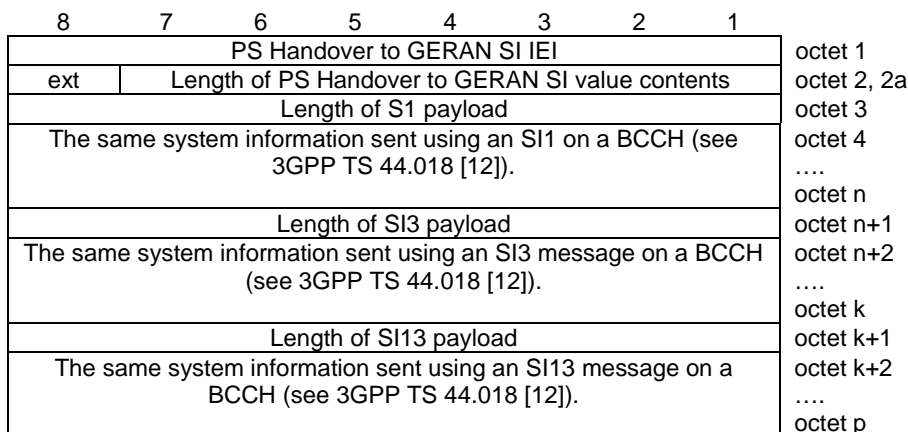 8 7 6 5 4 3 2 1
PS Handover to GERAN SI IEI octet 1
ext Length of PS Handover to GERAN SI value contents octet 2, 2a
Length of S1 payload octet 3
The same system information sent using an SI1 on a BCCH (see octet 4
3GPP TS 44.018 [12]). ….
octet n
Length of SI3 payload octet n+1
The same system information sent using an SI3 message on a BCCH octet n+2
(see 3GPP TS 44.018 [12]). ….
octet k
Length of SI13 payload octet k+1
The same system information sent using an SI13 message on a octet k+2
BCCH (see 3GPP TS 44.018 [12]). ….
octet p